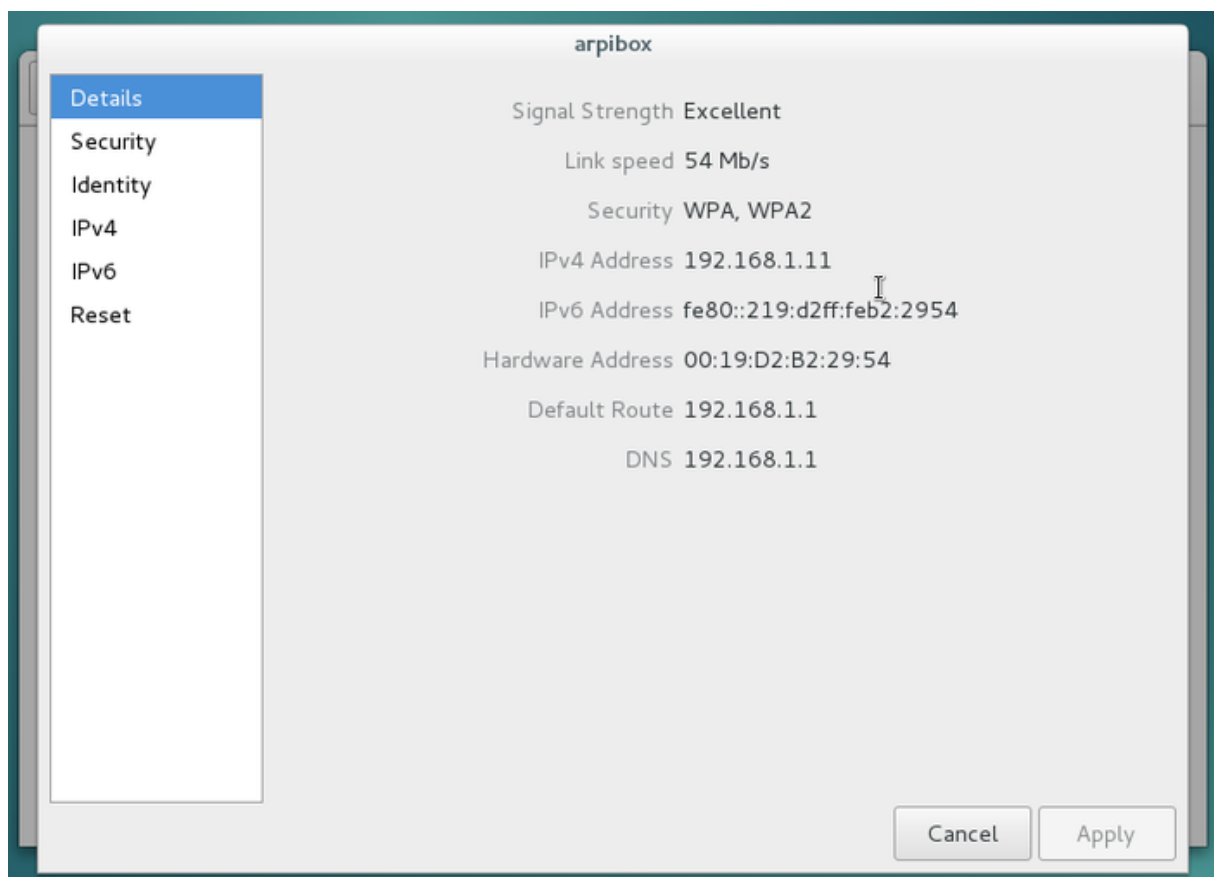 arpibox
Details
Security
Identity
IPv4
IPv6
Reset
Signal Strength Excellent
Link speed 54 Mb/s
Security WPA, WPA2
IPv4 Address 192.168.1.11
IPv6 Address fe80::219:d2ff:feb2:2954
Hardware Address 00:19:D2:B2:29:54
Default Route 192.168.1.1
DNS 192.168.1.1
Cancel Apply